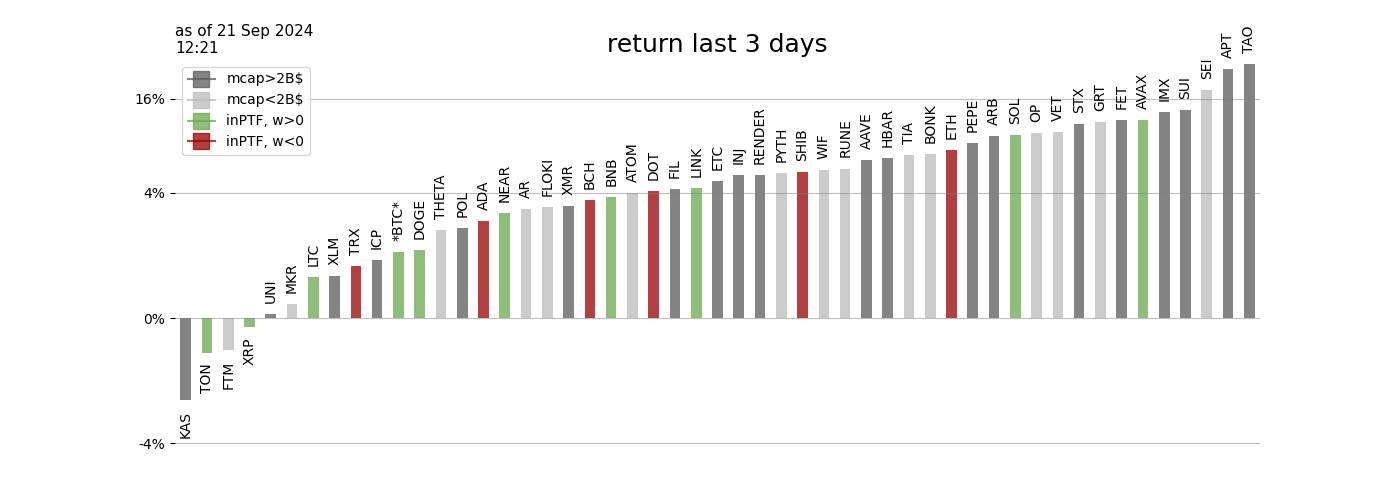 as of 21 Sep 2024
12:21
return last 3 days
mcap>2B$
mcap<2B$
inPTF, w>0
inPTF, w<0
16%
4%
0%
-4%
KAS
TON
FTM
XRP
UNI
MKR
LTC
XLM
TRX
ICP
*BTC*
DOGE
THETA
POL
ADA
NEAR
AR
FLOKI
XMR
BCH
BNB
ATOM
DOT
FIL
LINK
ETC
INJ
RENDER
PYTH
SHIB
WIF
RUNE
AAVE
HBAR
TIA
BONK
ETH
PEPE
ARB
SOL
OP
VET
STX
GRT
FET
AVAX
IMX
SUI
SEI
APT
TAO